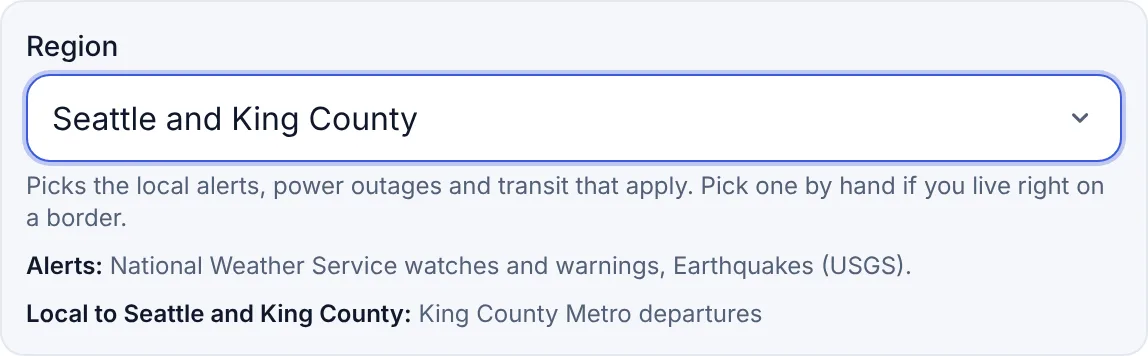 Region
Seattle and King County
Picks the local alerts, power outages and transit that apply. Pick one by hand if you live right on
a border.
Alerts: National Weather Service watches and warnings, Earthquakes (USGS).
Local to Seattle and King County: King County Metro departures